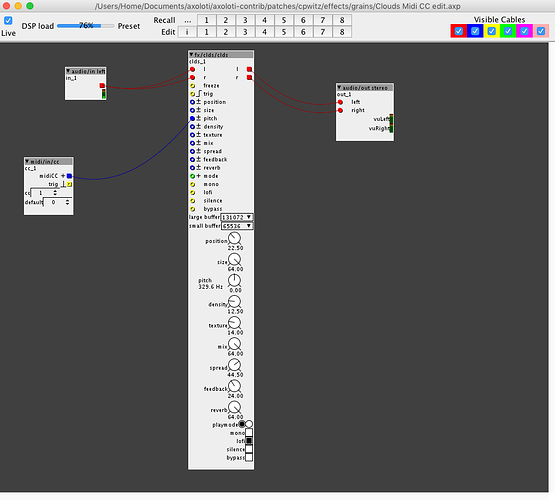 /Users/Home/Documents/axoloti/axoloti-contrib/patches/cpwitz/effects/grains/Clouds Midi CC edit.axp
Live
DSP load 76% Preset
Recall ... 1 2 3 4 5 6 7 8
Edit i 1 2 3 4 5 6 7 8
Visible Cables
audio/in left
in_1
midi/in/cc
cc_1
midiCC +
trig
cc 1
default 0
fx/clds/clds
clds_1
l l
r r
freeze
trig
± position
± size
± pitch
± density
± texture
± mix
± spread
± feedback
± reverb
+ mode
mono
lofi
silence
bypass
large buffer 131072
small buffer 65536
position
22.50
size
64.00
pitch
329.6 Hz
0.00
density
12.50
texture
14.00
mix
64.00
spread
44.50
feedback
24.00
reverb
64.00
playmode
mono
lofi
silence
bypass
audio/out stereo
out_1
left
right
vuLeft
vuRight